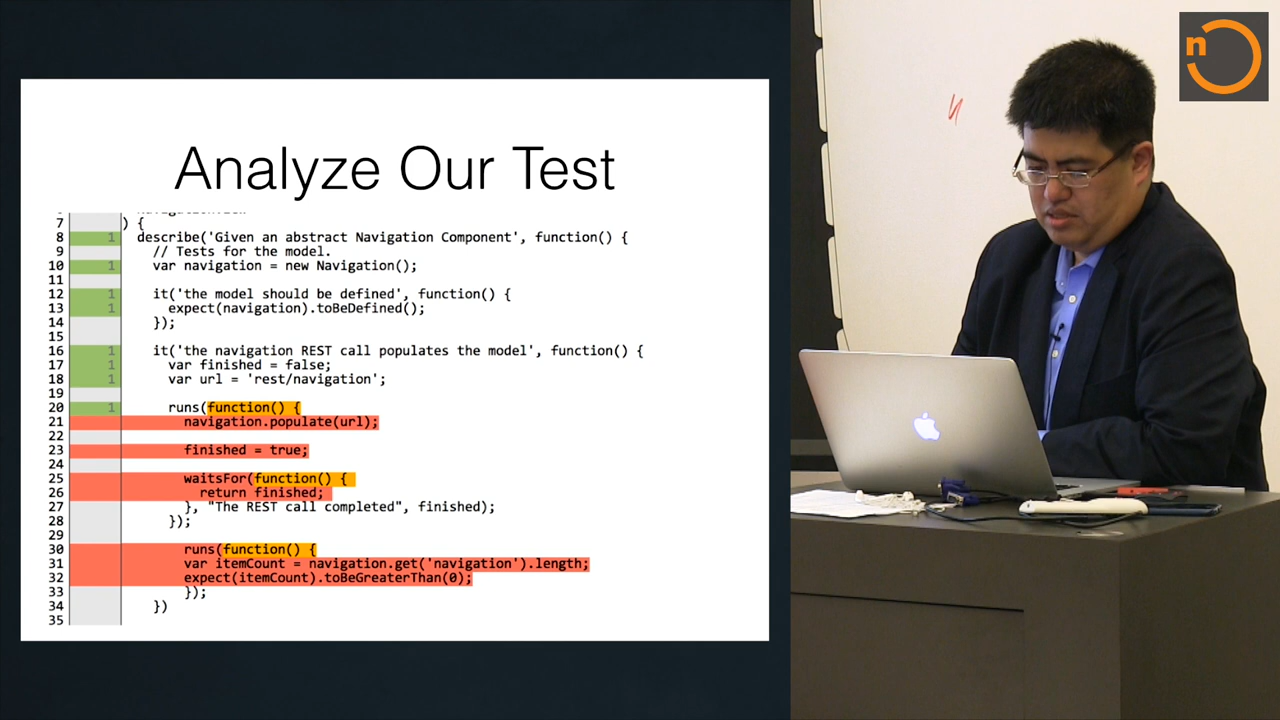 n
Analyze Our Test
7 ) {
8 1 describe('Given an abstract Navigation Component', function() {
9 // Tests for the model.
10 1 var navigation = new Navigation();
11
12 1 it('the model should be defined', function() {
13 1 expect(navigation).toBeDefined();
14 });
15
16 1 it('the navigation REST call populates the model', function() {
17 1 var finished = false;
18 1 var url = 'rest/navigation';
19
20 1 runs(function() {
21 navigation.populate(url);
22
23 finished = true;
24
25 waitsFor(function() {
26 return finished;
27 }, "The REST call completed", finished);
28 });
29
30 runs(function() {
31 var itemCount = navigation.get('navigation').length;
32 expect(itemCount).toBeGreaterThan(0);
33 });
34 })
35